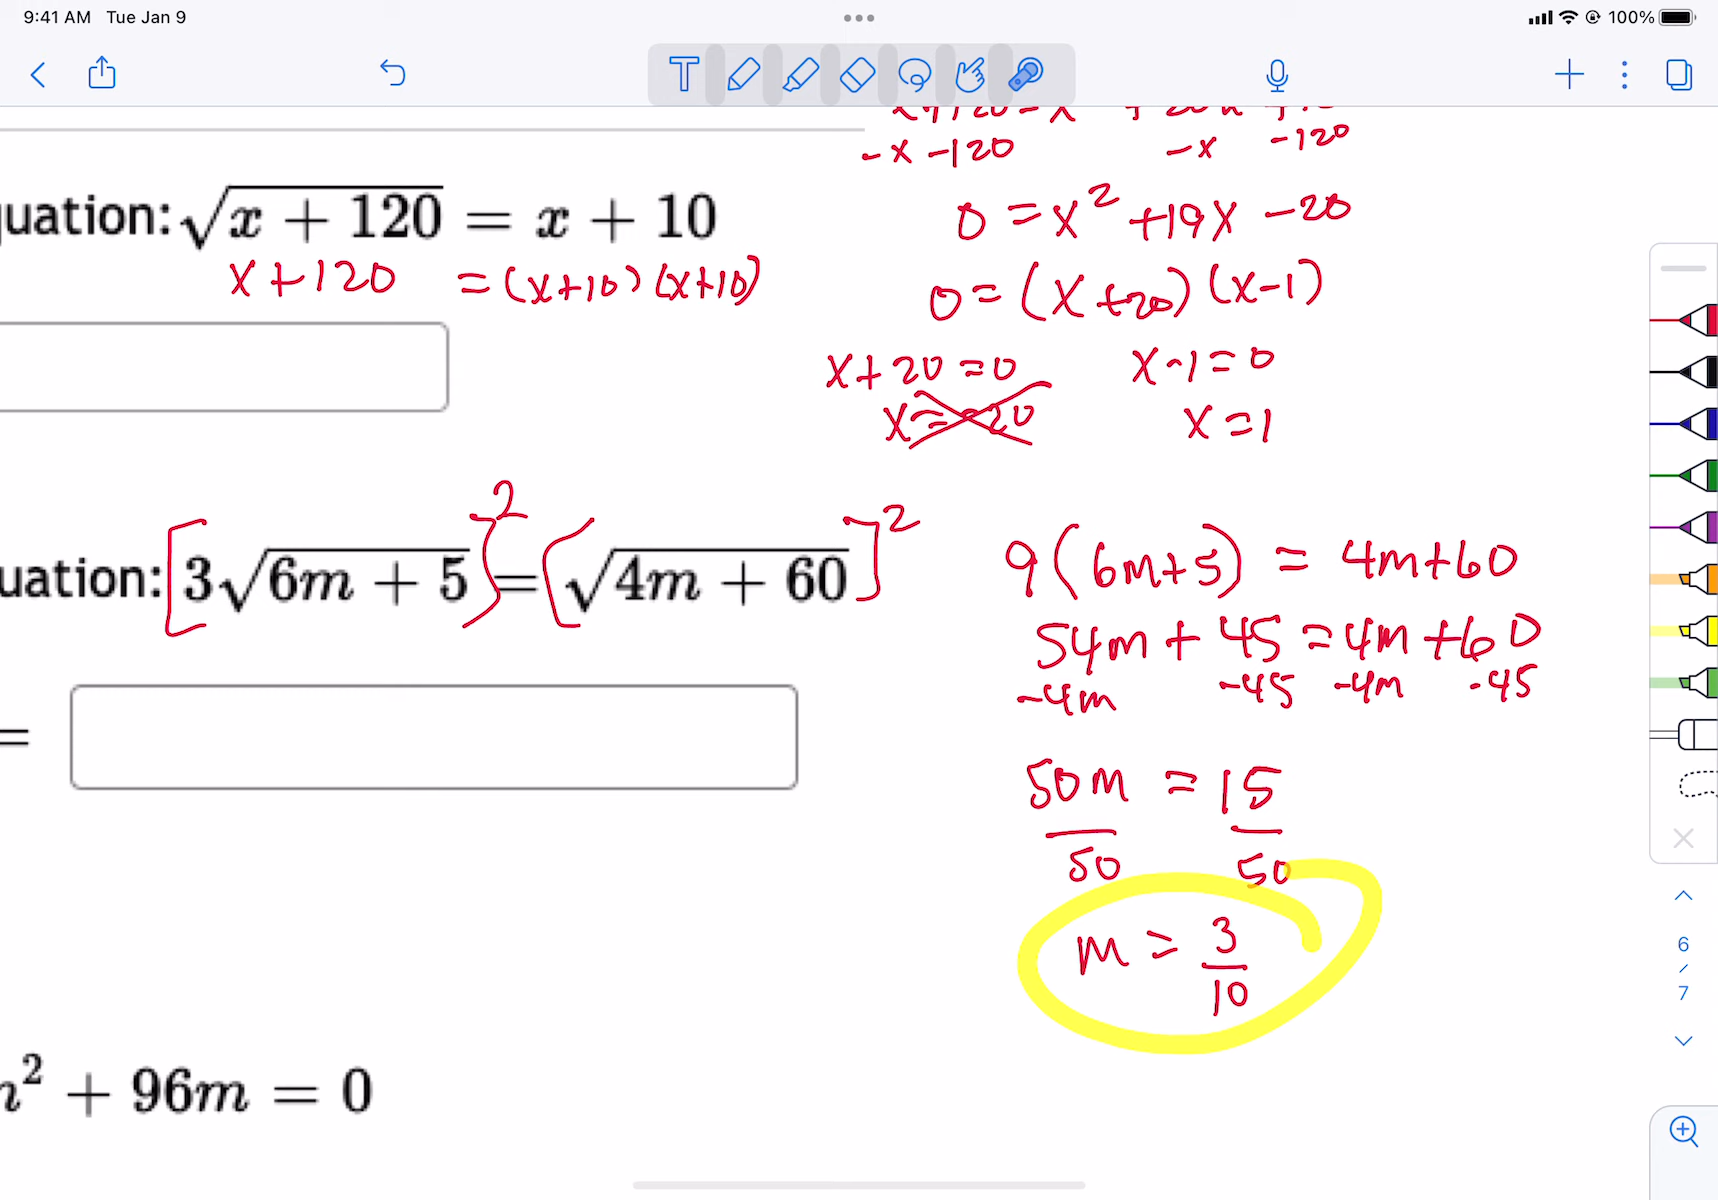 9:41 AM Tue Jan 9
100%
-x -120 -x -120
uation: √x + 120 = x + 10
x+120 = (x+10)(x+10)
0 = x² +19x -20
0 = (x+20)(x-1)
x+20 = 0 x-1 = 0
x = -20 x = 1
uation: [3√6m + 5]² = [√4m + 60]²
9(6m+5) = 4m+60
54m + 45 = 4m +60
-4m -45 -4m -45
=
50m = 15
50 50
m = 3/10
² + 96m = 0
6
/
7